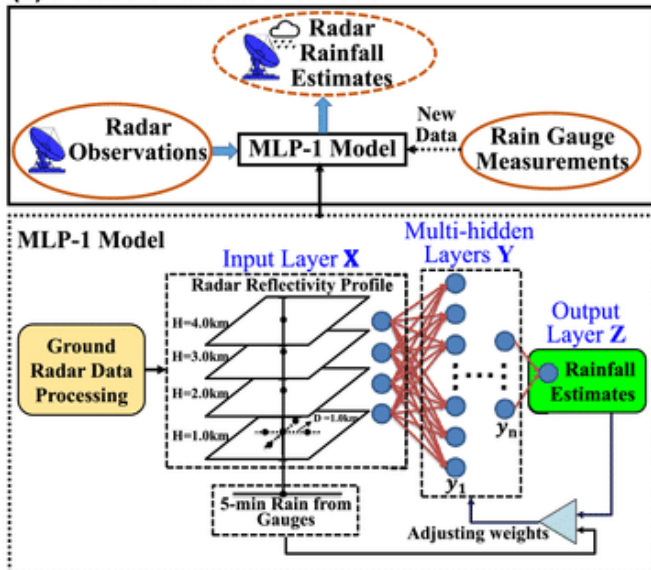 Radar
Rainfall
Estimates
Radar
Observations
MLP-1 Model
New
Data
Rain Gauge
Measurements
MLP-1 Model
Input Layer X
Multi-hidden
Layers Y
Output
Layer Z
Radar Reflectivity Profile
H=4.0km
H=3.0km
H=2.0km
H=1.0km
D=1.0km
Ground
Radar Data
Processing
Rainfall
Estimates
y1
yn
5-min Rain from
Gauges
Adjusting weights